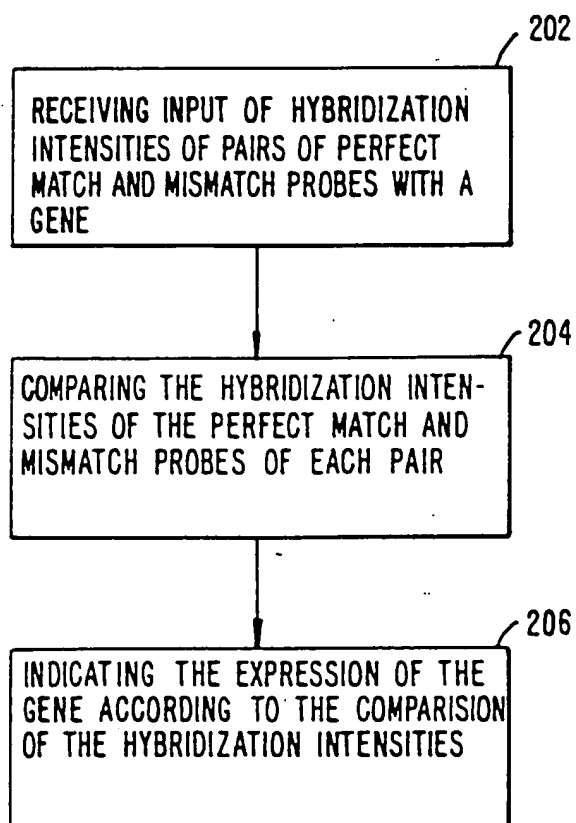 202
RECEIVING INPUT OF HYBRIDIZATION
INTENSITIES OF PAIRS OF PERFECT
MATCH AND MISMATCH PROBES WITH A
GENE
204
COMPARING THE HYBRIDIZATION INTEN-
SITIES OF THE PERFECT MATCH AND
MISMATCH PROBES OF EACH PAIR
206
INDICATING THE EXPRESSION OF THE
GENE ACCORDING TO THE COMPARISION
OF THE HYBRIDIZATION INTENSITIES